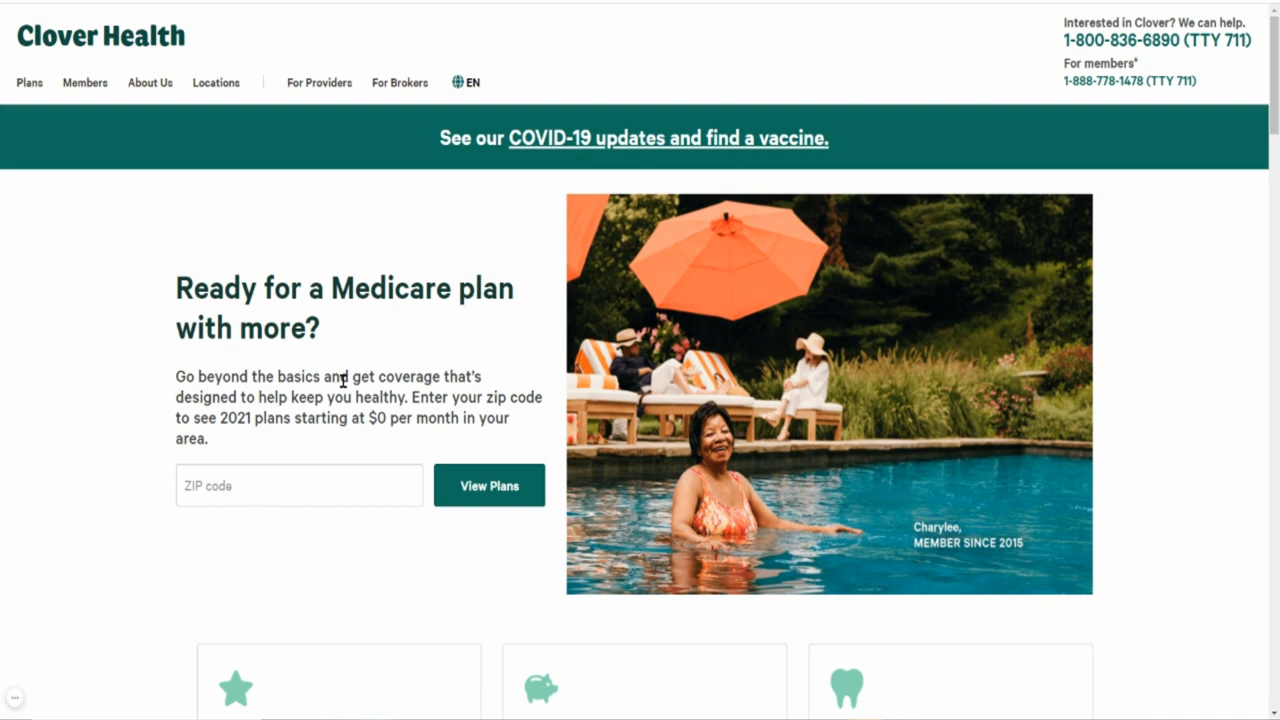 Clover Health
Interested in Clover? We can help.
1-800-836-6890 (TTY 711)
For members*
1-888-778-1478 (TTY 711)
Plans Members About Us Locations For Providers For Brokers EN
See our COVID-19 updates and find a vaccine.
Ready for a Medicare plan
with more?
Go beyond the basics and get coverage that's
designed to help keep you healthy. Enter your zip code
to see 2021 plans starting at $0 per month in your
area.
ZIP code
View Plans
Charylee,
MEMBER SINCE 2015